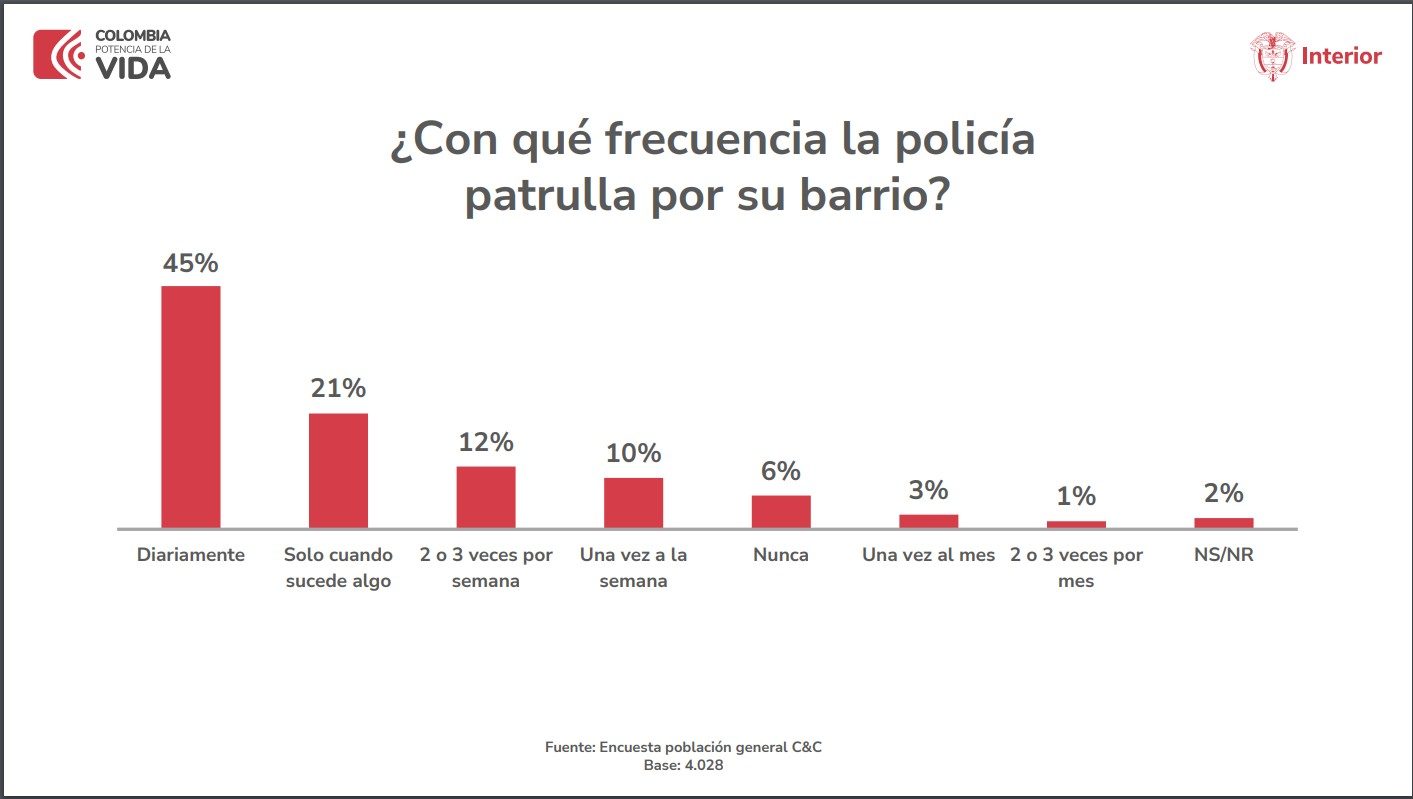 COLOMBIA
POTENCIA DE LA
VIDA
Interior
¿Con qué frecuencia la policía
patrulla por su barrio?
45%
21%
12%
10%
6%
3%
1%
2%
Diariamente
Solo cuando
sucede algo
2 o 3 veces por
semana
Una vez a la
semana
Nunca
Una vez al mes
2 o 3 veces por
mes
NS/NR
Fuente: Encuesta población general C&C
Base: 4.028